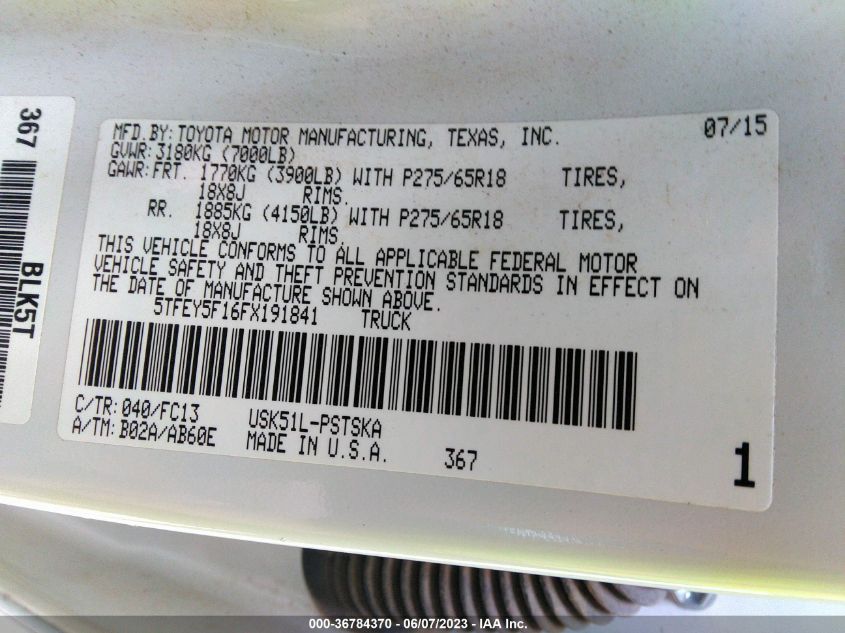 367
BLK5T
MFD.BY:TOYOTA MOTOR MANUFACTURING, TEXAS, INC. 07/15
GVWR:3180KG (7000LB)
GAWR:FRT. 1770KG (3900LB) WITH P275/65R18 TIRES,
18X8J RIMS.
RR. 1885KG (4150LB) WITH P275/65R18 TIRES,
18X8J RIMS.
THIS VEHICLE CONFORMS TO ALL APPLICABLE FEDERAL MOTOR
VEHICLE SAFETY AND THEFT PREVENTION STANDARDS IN EFFECT ON
THE DATE OF MANUFACTURE SHOWN ABOVE.
5TFEY5F16FX191841 TRUCK
C/TR:040/FC13 USK51L-PSTSKA
A/TM:B02A/AB60E MADE IN U.S.A. 367
1
000-36784370 - 06/07/2023 - IAA Inc.